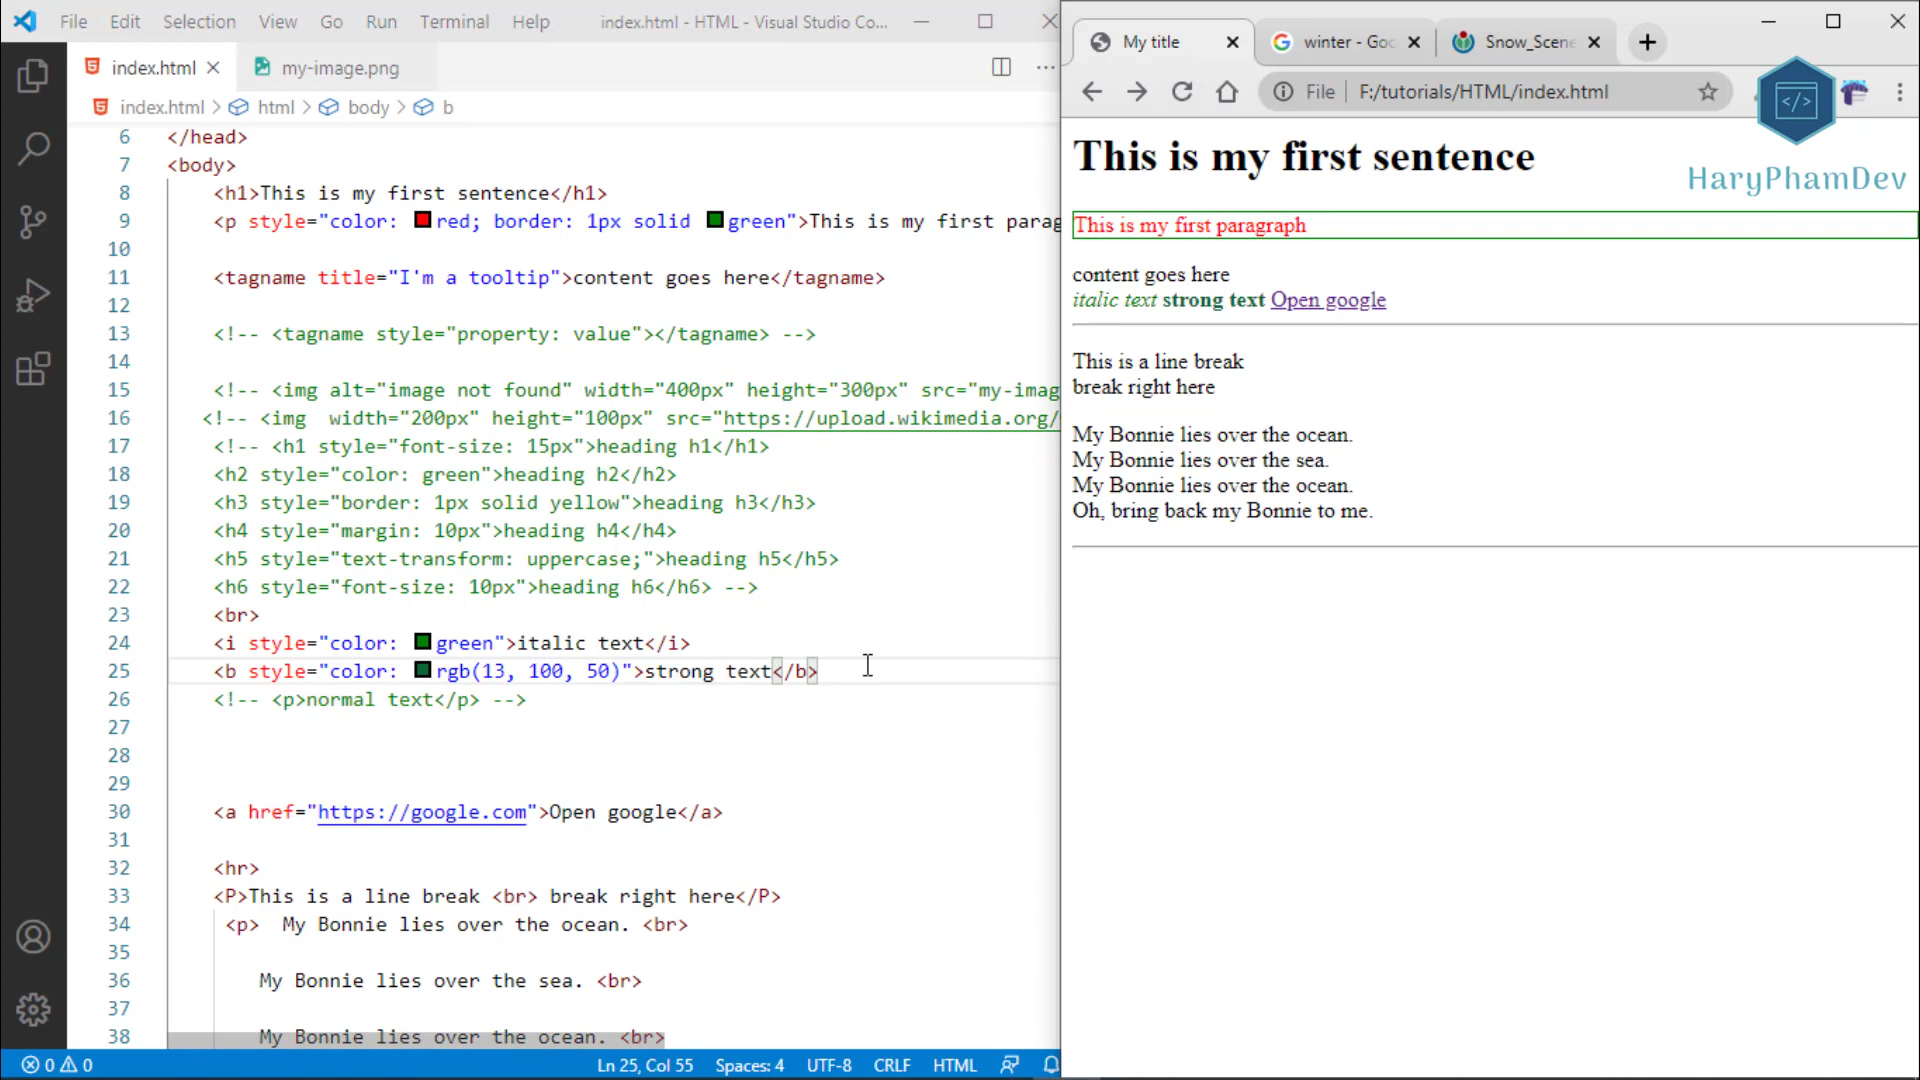 File Edit Selection View Go Run Terminal Help index.html - HTML - Visual Studio Co...
index.html my-image.png
index.html > html > body > b
6 </head>
7 <body>
8 <h1>This is my first sentence</h1>
9 <p style="color: red; border: 1px solid green">This is my first parag
10
11 <tagname title="I'm a tooltip">content goes here</tagname>
12
13 <!-- <tagname style="property: value"></tagname> -->
14
15 <!-- <img alt="image not found" width="400px" height="300px" src="my-imag
16 <!-- <img  width="200px" height="100px" src="https://upload.wikimedia.org/
17 <!-- <h1 style="font-size: 15px">heading h1</h1>
18 <h2 style="color: green">heading h2</h2>
19 <h3 style="border: 1px solid yellow">heading h3</h3>
20 <h4 style="margin: 10px">heading h4</h4>
21 <h5 style="text-transform: uppercase;">heading h5</h5>
22 <h6 style="font-size: 10px">heading h6</h6> -->
23 <br>
24 <i style="color: green">italic text</i>
25 <b style="color: rgb(13, 100, 50)">strong text</b>
26 <!-- <p>normal text</p> -->
27
28
29
30 <a href="https://google.com">Open google</a>
31
32 <hr>
33 <P>This is a line break <br> break right here</P>
34 <p>  My Bonnie lies over the ocean. <br>
35
36 My Bonnie lies over the sea. <br>
37
38 My Bonnie lies over the ocean. <br>
0 0 Ln 25, Col 55 Spaces: 4 UTF-8 CRLF HTML
My title winter - Goo Snow_Scene
File F:/tutorials/HTML/index.html
</>
HaryPhamDev
This is my first sentence
This is my first paragraph
content goes here
italic text strong text Open google
This is a line break
break right here
My Bonnie lies over the ocean.
My Bonnie lies over the sea.
My Bonnie lies over the ocean.
Oh, bring back my Bonnie to me.